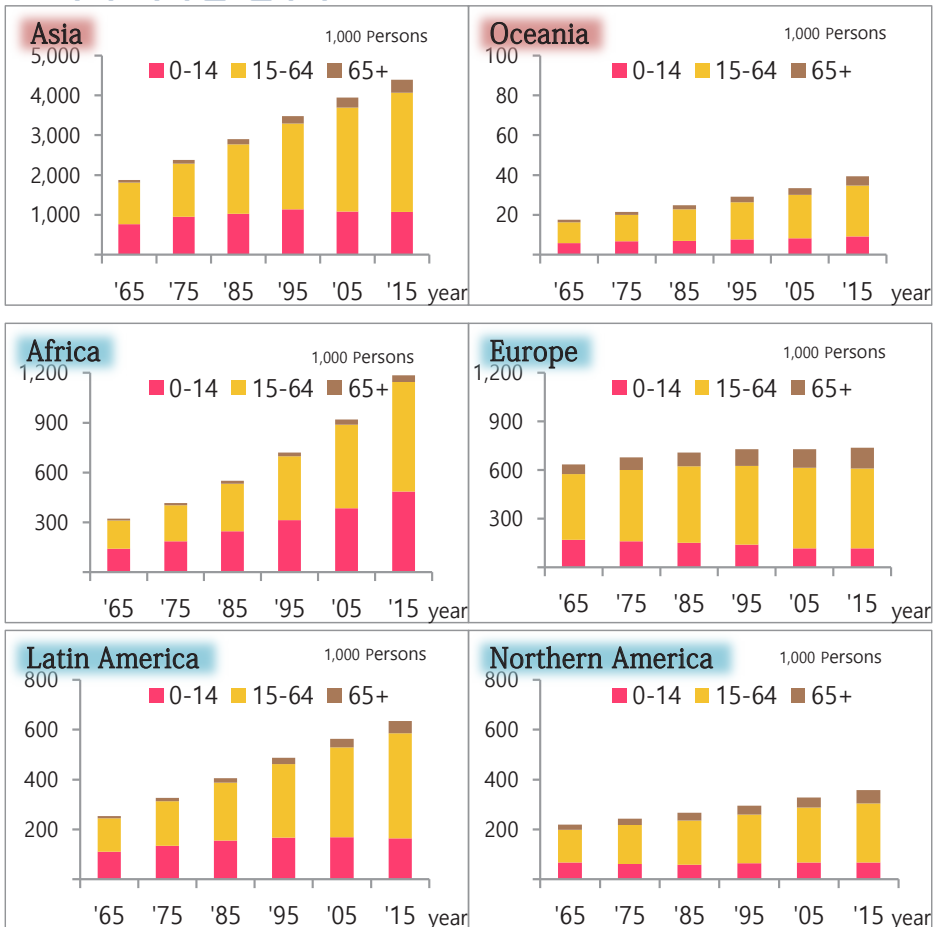 Asia
1,000 Persons
5,000
0-14 15-64 65+
4,000
3,000
2,000
1,000
'65 '75 '85 '95 '05 '15 year
Oceania
1,000 Persons
100
0-14 15-64 65+
80
60
40
20
'65 '75 '85 '95 '05 '15 year
Africa
1,000 Persons
1,200
0-14 15-64 65+
900
600
300
'65 '75 '85 '95 '05 '15 year
Europe
1,000 Persons
1,200
0-14 15-64 65+
900
600
300
'65 '75 '85 '95 '05 '15 year
Latin America
1,000 Persons
800
0-14 15-64 65+
600
400
200
'65 '75 '85 '95 '05 '15 year
Northern America
1,000 Persons
800
0-14 15-64 65+
600
400
200
'65 '75 '85 '95 '05 '15 year